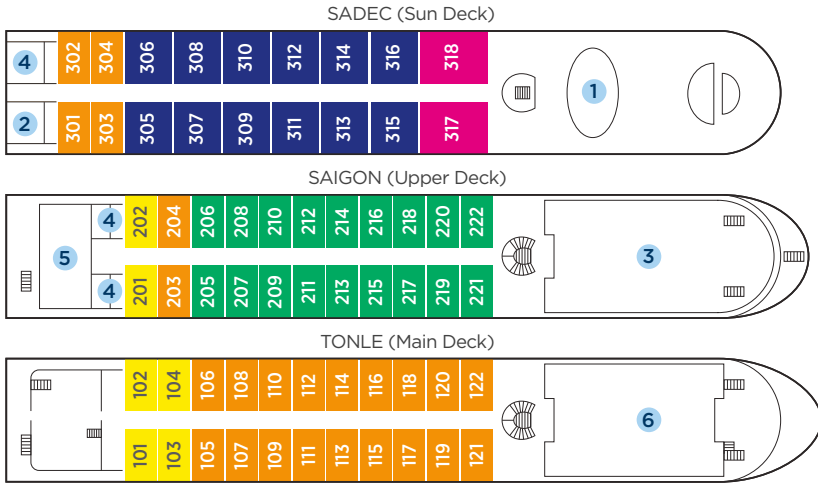 SADEC (Sun Deck)
4 302 304 306 308 310 312 314 316 318
1
2 301 303 305 307 309 311 313 315 317
SAIGON (Upper Deck)
4 202 204 206 208 210 212 214 216 218 220 222
5 3
4 201 203 205 207 209 211 213 215 217 219 221
TONLE (Main Deck)
102 104 106 108 110 112 114 116 118 120 122
6
101 103 105 107 109 111 113 115 117 119 121